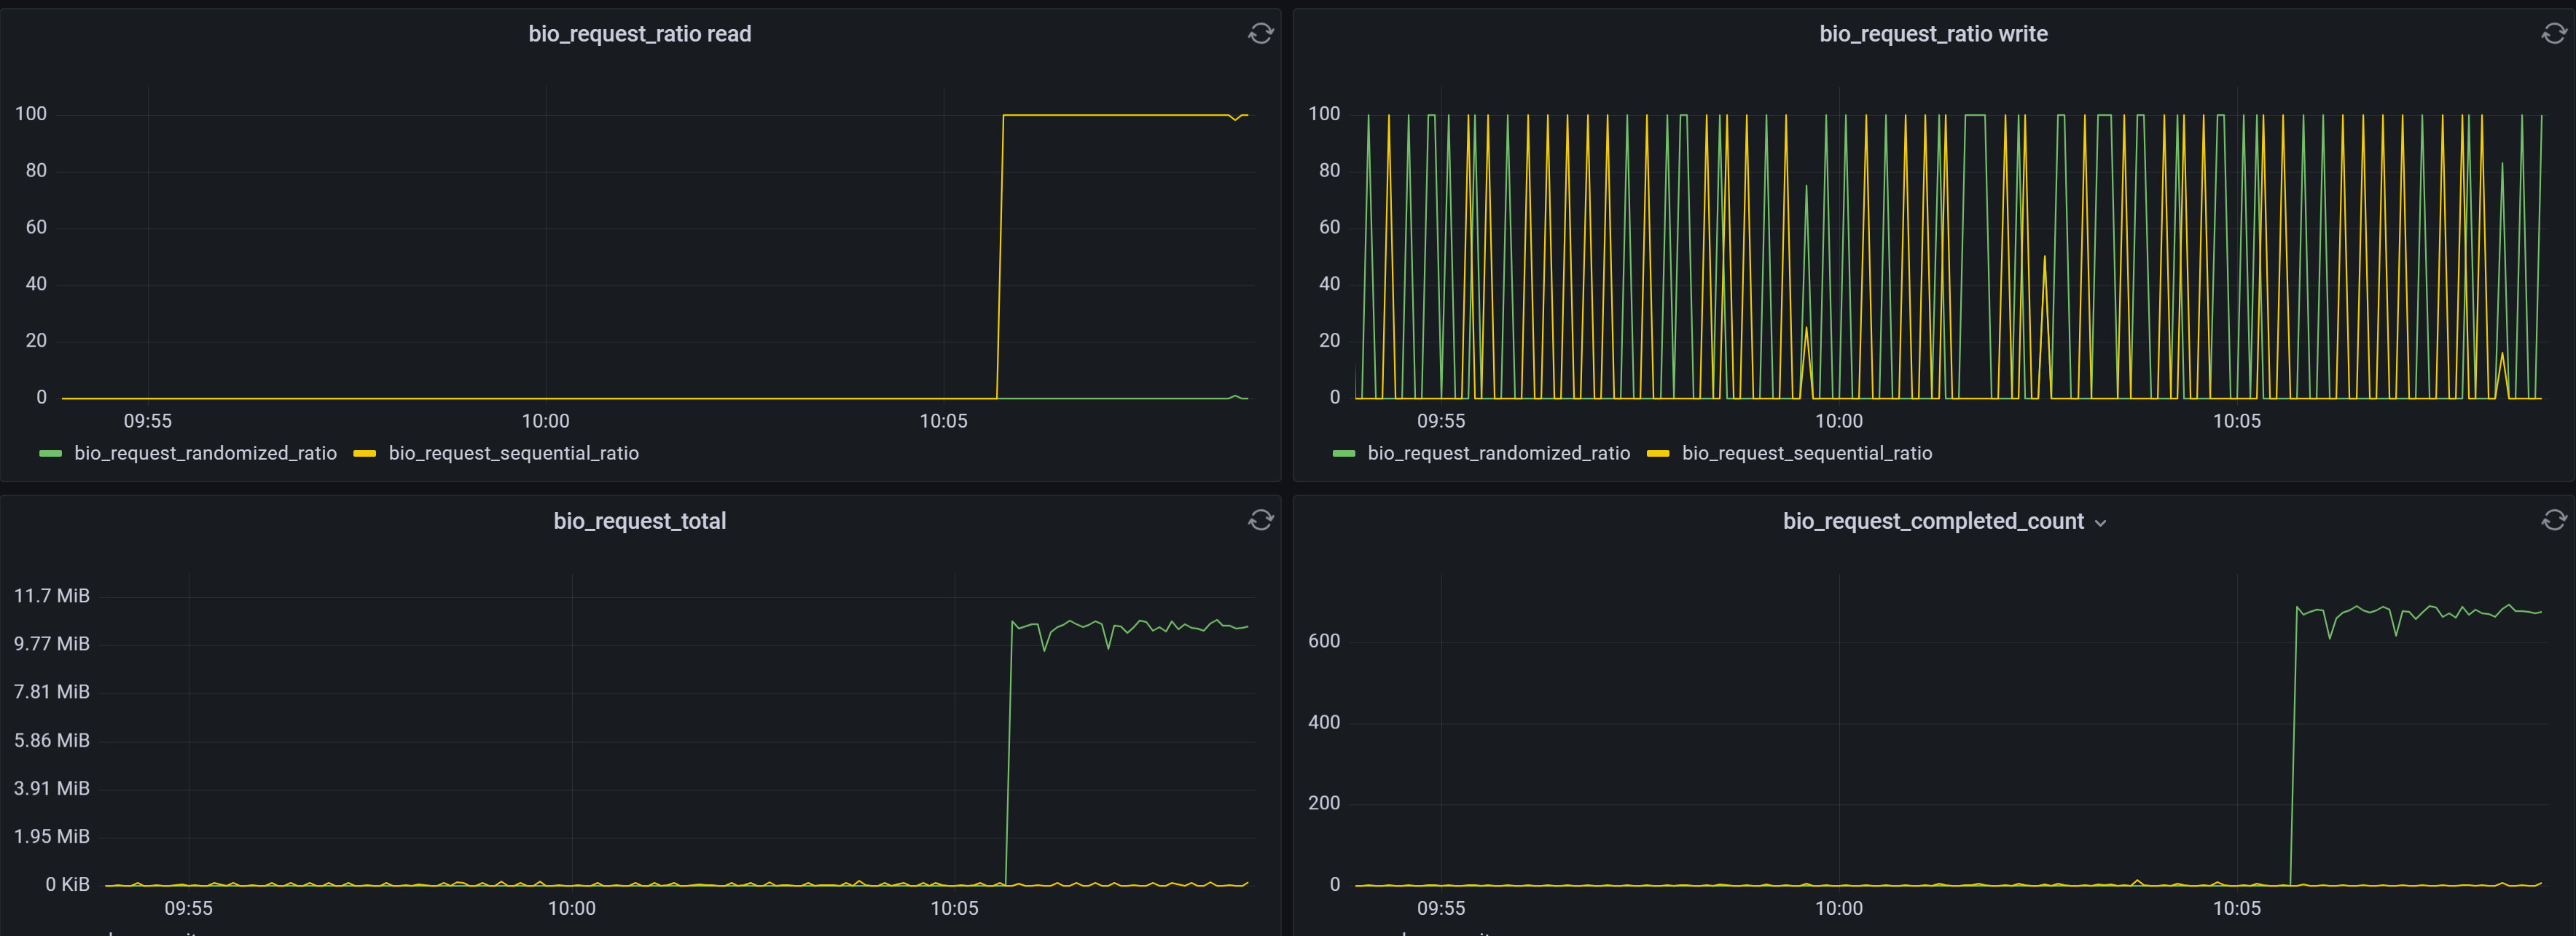 bio_request_ratio read
100
80
60
40
20
0
09:55 10:00 10:05
bio_request_randomized_ratio bio_request_sequential_ratio
bio_request_ratio write
100
80
60
40
20
0
09:55 10:00 10:05
bio_request_randomized_ratio bio_request_sequential_ratio
bio_request_total
11.7 MiB
9.77 MiB
7.81 MiB
5.86 MiB
3.91 MiB
1.95 MiB
0 KiB
09:55 10:00 10:05
bio_request_completed_count
600
400
200
0
09:55 10:00 10:05